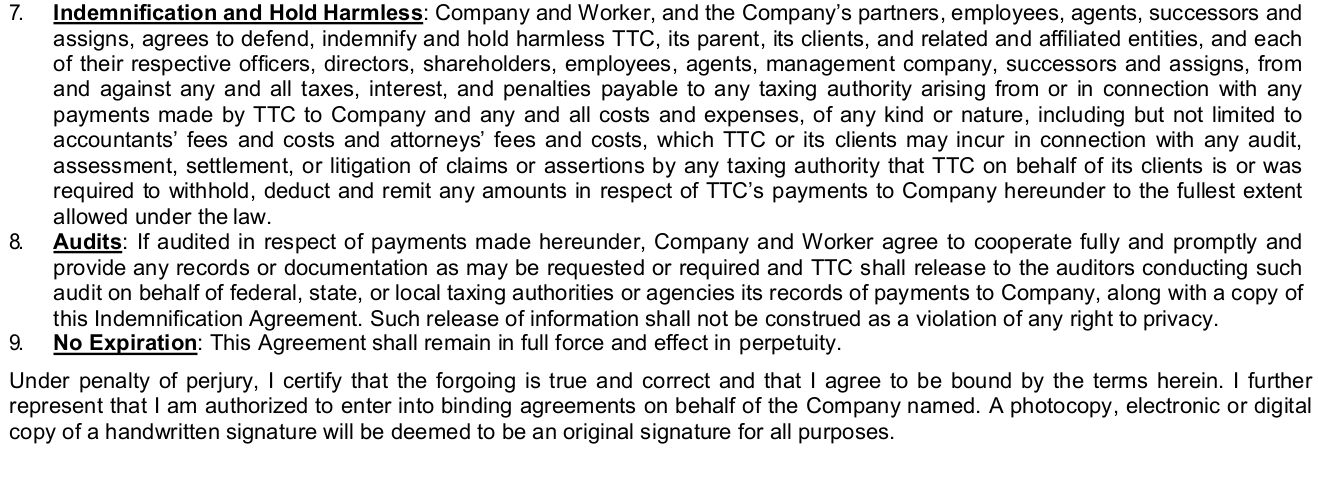 7. Indemnification and Hold Harmless: Company and Worker, and the Company’s partners, employees, agents, successors and
assigns, agrees to defend, indemnify and hold harmless TTC, its parent, its clients, and related and affiliated entities, and each
of their respective officers, directors, shareholders, employees, agents, management company, successors and assigns, from
and against any and all taxes, interest, and penalties payable to any taxing authority arising from or in connection with any
payments made by TTC to Company and any and all costs and expenses, of any kind or nature, including but not limited to
accountants’ fees and costs and attorneys’ fees and costs, which TTC or its clients may incur in connection with any audit,
assessment, settlement, or litigation of claims or assertions by any taxing authority that TTC on behalf of its clients is or was
required to withhold, deduct and remit any amounts in respect of TTC’s payments to Company hereunder to the fullest extent
allowed under the law.
8. Audits: If audited in respect of payments made hereunder, Company and Worker agree to cooperate fully and promptly and
provide any records or documentation as may be requested or required and TTC shall release to the auditors conducting such
audit on behalf of federal, state, or local taxing authorities or agencies its records of payments to Company, along with a copy of
this Indemnification Agreement. Such release of information shall not be construed as a violation of any right to privacy.
9. No Expiration: This Agreement shall remain in full force and effect in perpetuity.
Under penalty of perjury, I certify that the forgoing is true and correct and that I agree to be bound by the terms herein. I further
represent that I am authorized to enter into binding agreements on behalf of the Company named. A photocopy, electronic or digital
copy of a handwritten signature will be deemed to be an original signature for all purposes.